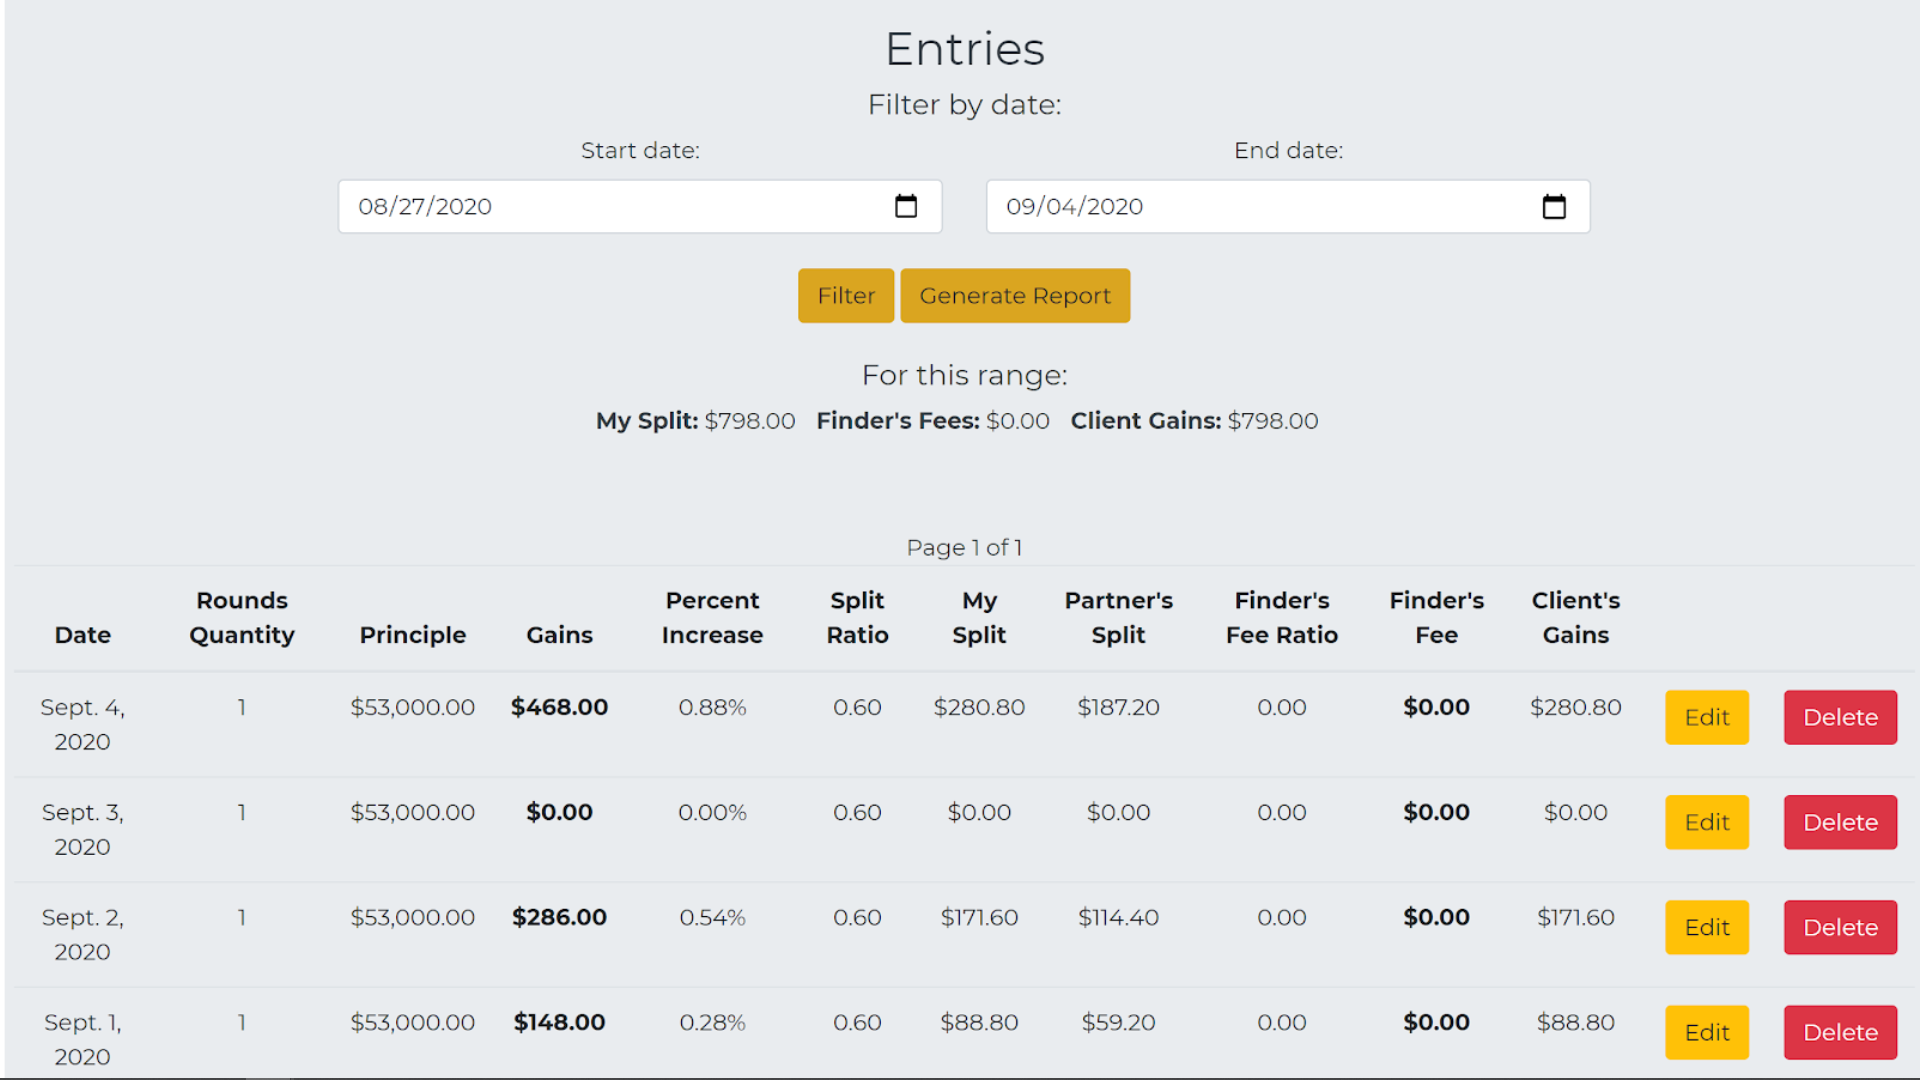 Entries
Filter by date:
Start date: End date:
08/27/2020 09/04/2020
Filter Generate Report
For this range:
My Split: $798.00 Finder's Fees: $0.00 Client Gains: $798.00
Page 1 of 1
Date Rounds Quantity Principle Gains Percent Increase Split Ratio My Split Partner's Split Finder's Fee Ratio Finder's Fee Client's Gains
Sept. 4, 2020 1 $53,000.00 $468.00 0.88% 0.60 $280.80 $187.20 0.00 $0.00 $280.80 Edit Delete
Sept. 3, 2020 1 $53,000.00 $0.00 0.00% 0.60 $0.00 $0.00 0.00 $0.00 $0.00 Edit Delete
Sept. 2, 2020 1 $53,000.00 $286.00 0.54% 0.60 $171.60 $114.40 0.00 $0.00 $171.60 Edit Delete
Sept. 1, 2020 1 $53,000.00 $148.00 0.28% 0.60 $88.80 $59.20 0.00 $0.00 $88.80 Edit Delete